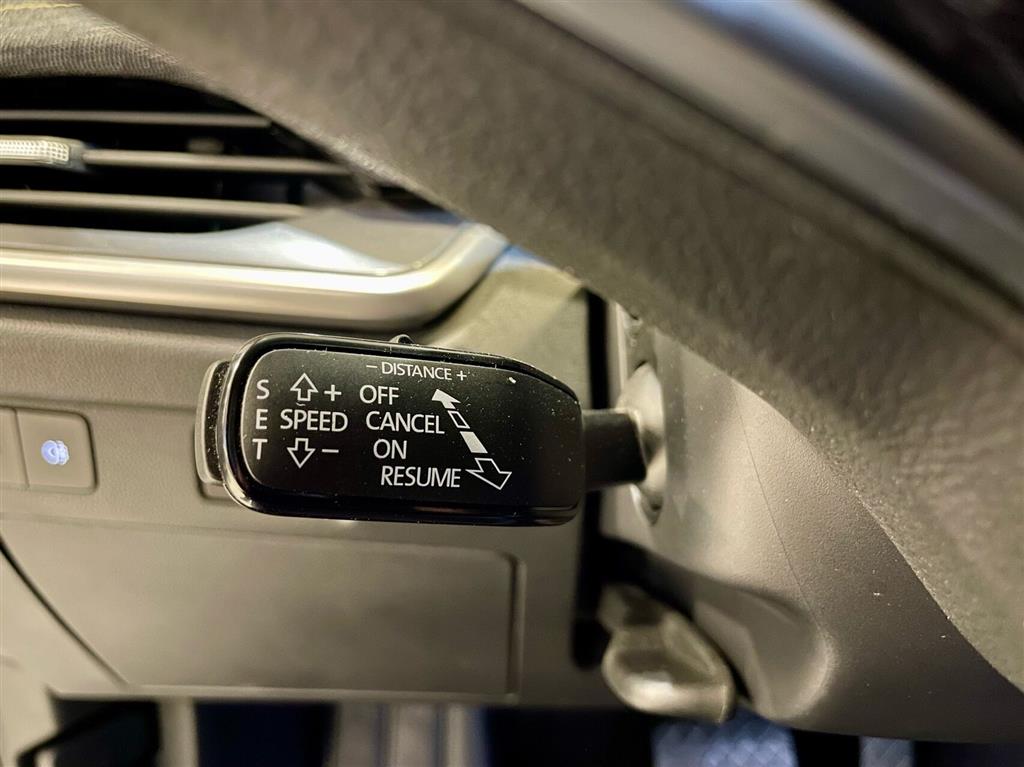 − DISTANCE +
S + OFF
E SPEED CANCEL
T − ON
RESUME